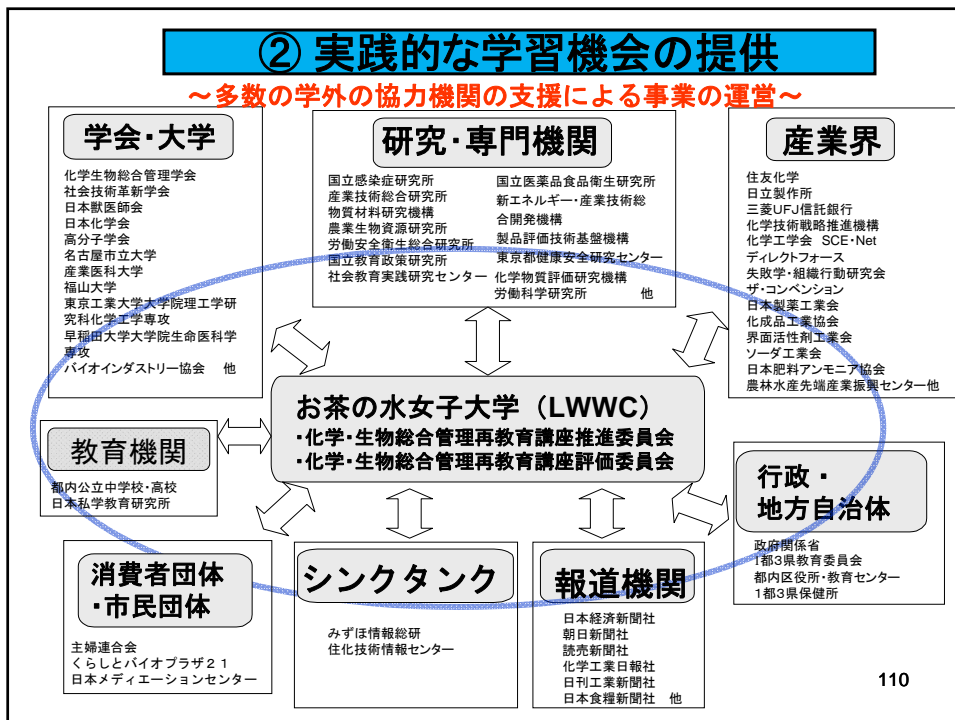 ② 実践的な学習機会の提供
~多数の学外の協力機関の支援による事業の運営~
学会・大学
化学生物総合管理学会
社会技術革新学会
日本獣医師会
日本化学会
高分子学会
名古屋市立大学
産業医科大学
福山大学
東京工業大学大学院理工学研
究科化学工学専攻
早稲田大学大学院生命医科学
専攻
バイオインダストリー協会 他
研究・専門機関
国立感染症研究所
産業技術総合研究所
物質材料研究機構
農業生物資源研究所
労働安全衛生総合研究所
国立教育政策研究所
社会教育実践研究センター
国立医薬品食品衛生研究所
新エネルギー・産業技術総
合開発機構
製品評価技術基盤機構
東京都健康安全研究センター
化学物質評価研究機構
労働科学研究所 他
産業界
住友化学
日立製作所
三菱UFJ信託銀行
化学技術戦略推進機構
化学工学会 SCE・Net
ディレクトフォース
失敗学・組織行動研究会
ザ・コンベンション
日本製薬工業会
化成品工業協会
界面活性剤工業会
ソーダ工業会
日本肥料アンモニア協会
農林水産先端産業振興センター他
お茶の水女子大学（LWWC）
・化学・生物総合管理再教育講座推進委員会
・化学・生物総合管理再教育講座評価委員会
教育機関
都内公立中学校・高校
日本私学教育研究所
行政・
地方自治体
政府関係省
1都3県教育委員会
都内区役所・教育センター
1都3県保健所
消費者団体
・市民団体
主婦連合会
くらしとバイオプラザ21
日本メディエーションセンター
シンクタンク
みずほ情報総研
住化技術情報センター
報道機関
日本経済新聞社
朝日新聞社
読売新聞社
化学工業日報社
日刊工業新聞社
日本食糧新聞社 他
110